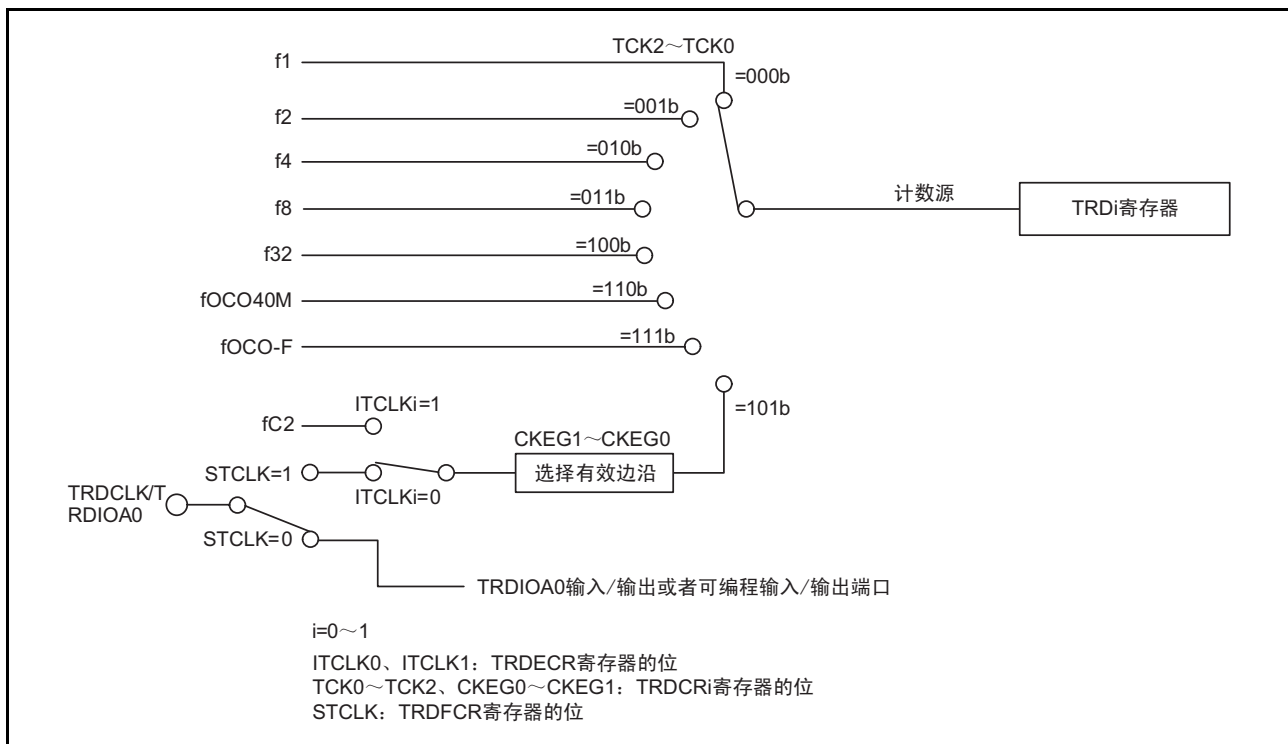 TCK2～TCK0
f1
=000b
f2
=001b
f4
=010b
f8
=011b
计数源
TRDi寄存器
f32
=100b
fOCO40M
=110b
fOCO-F
=111b
=101b
ITCLKi=1
fC2
CKEG1～CKEG0
STCLK=1
选择有效边沿
ITCLKi=0
TRDCLK/T
RDIOA0
STCLK=0
TRDIOA0输入/输出或者可编程输入/输出端口
i=0～1
ITCLK0、ITCLK1：TRDECR寄存器的位
TCK0～TCK2、CKEG0～CKEG1：TRDCRi寄存器的位
STCLK：TRDFCR寄存器的位